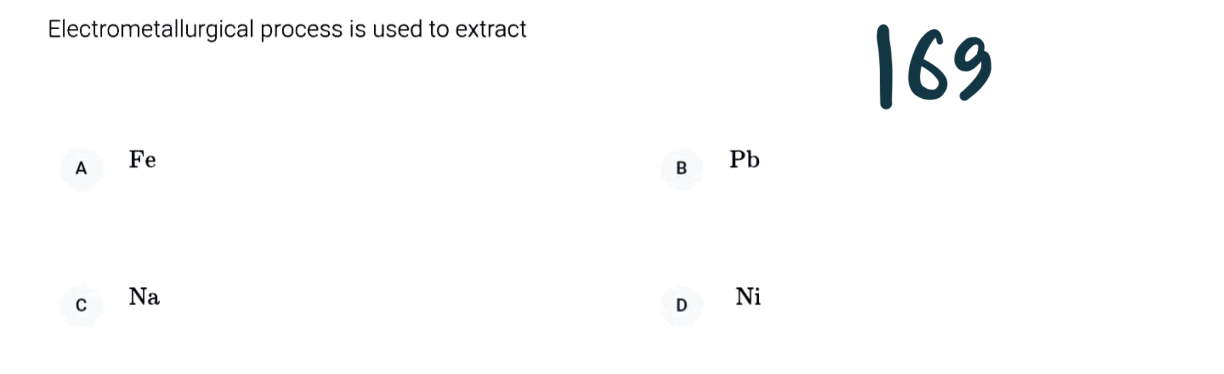 Electrometallurgical process is used to extract
169
A Fe
B Pb
C Na
D Ni